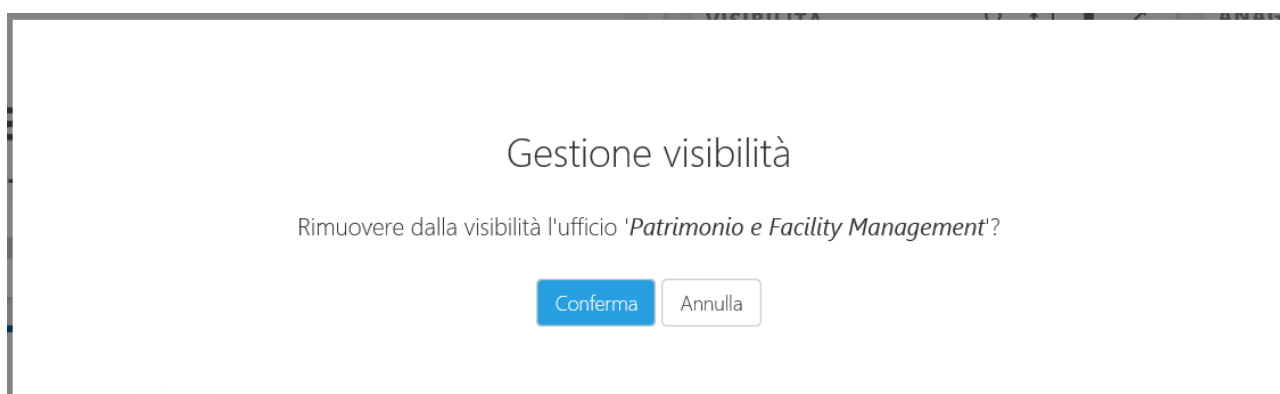 Gestione visibilità
Rimuovere dalla visibilità l'ufficio 'Patrimonio e Facility Management'?
Conferma Annulla